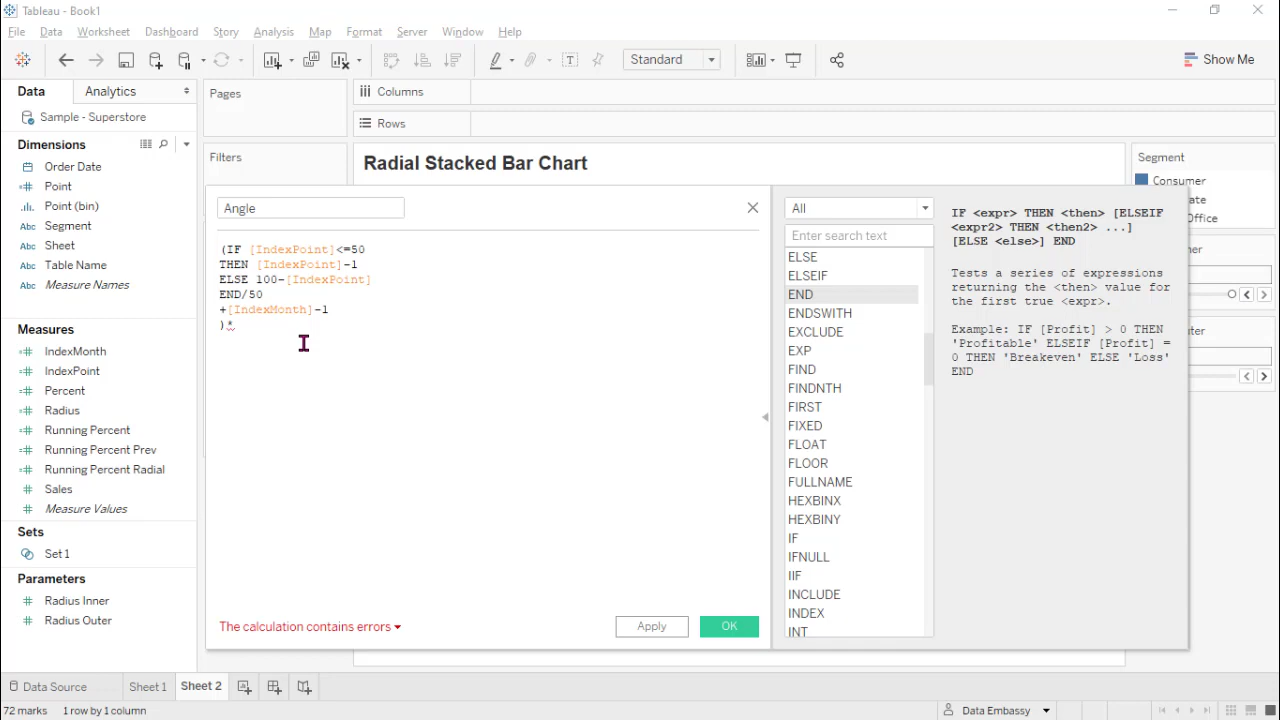 Tableau - Book1
File Data Worksheet Dashboard Story Analysis Map Format Server Window Help
Standard
Show Me
Data Analytics
Sample - Superstore
Dimensions
Order Date
Point
Point (bin)
Abc Segment
Abc Sheet
Abc Table Name
Abc Measure Names
Measures
IndexMonth
IndexPoint
Percent
Radius
Running Percent
Running Percent Prev
Running Percent Radial
Sales
Measure Values
Sets
Set 1
Parameters
Radius Inner
Radius Outer
Pages
Filters
Columns
Rows
Radial Stacked Bar Chart
Angle
(IF [IndexPoint]<=50
THEN [IndexPoint]-1
ELSE 100-[IndexPoint]
END/50
+[IndexMonth]-1
)*
The calculation contains errors
Apply
OK
All
Enter search text
ELSE
ELSEIF
END
ENDSWITH
EXCLUDE
EXP
FIND
FINDNTH
FIRST
FIXED
FLOAT
FLOOR
FULLNAME
HEXBINX
HEXBINY
IF
IFNULL
IIF
INCLUDE
INDEX
INT
IF <expr> THEN <then> [ELSEIF
<expr2> THEN <then2> ...]
[ELSE <else>] END
Tests a series of expressions
returning the <then> value for
the first true <expr>.
Example: IF [Profit] > 0 THEN
'Profitable' ELSEIF [Profit] =
0 THEN 'Breakeven' ELSE 'Loss'
END
Segment
Consumer
ate
Office
ner
ter
Data Source Sheet 1 Sheet 2
72 marks 1 row by 1 column
Data Embassy